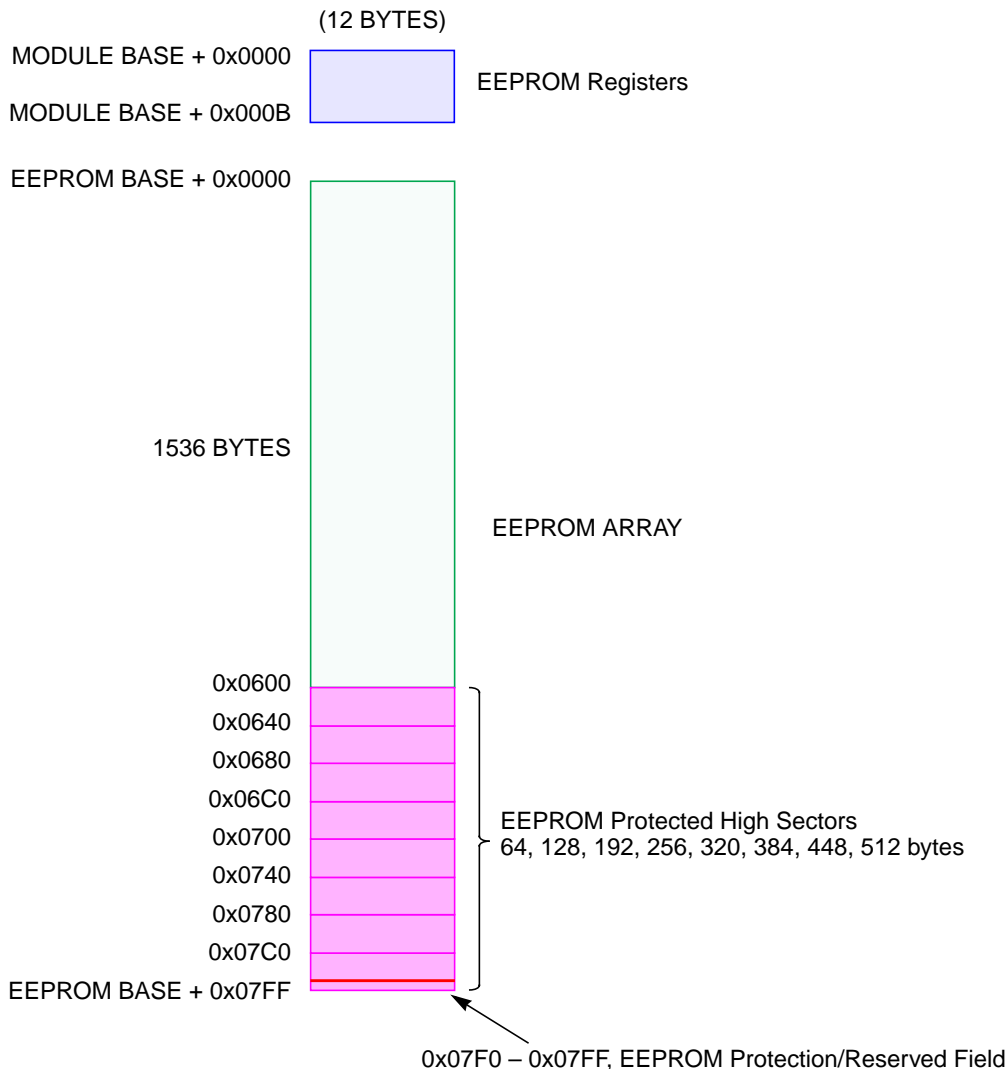 (12 BYTES)
MODULE BASE + 0x0000
EEPROM Registers
MODULE BASE + 0x000B
EEPROM BASE + 0x0000
1536 BYTES
EEPROM ARRAY
0x0600
0x0640
0x0680
0x06C0
0x0700
0x0740
0x0780
0x07C0
EEPROM Protected High Sectors
64, 128, 192, 256, 320, 384, 448, 512 bytes
EEPROM BASE + 0x07FF
0x07F0 – 0x07FF, EEPROM Protection/Reserved Field